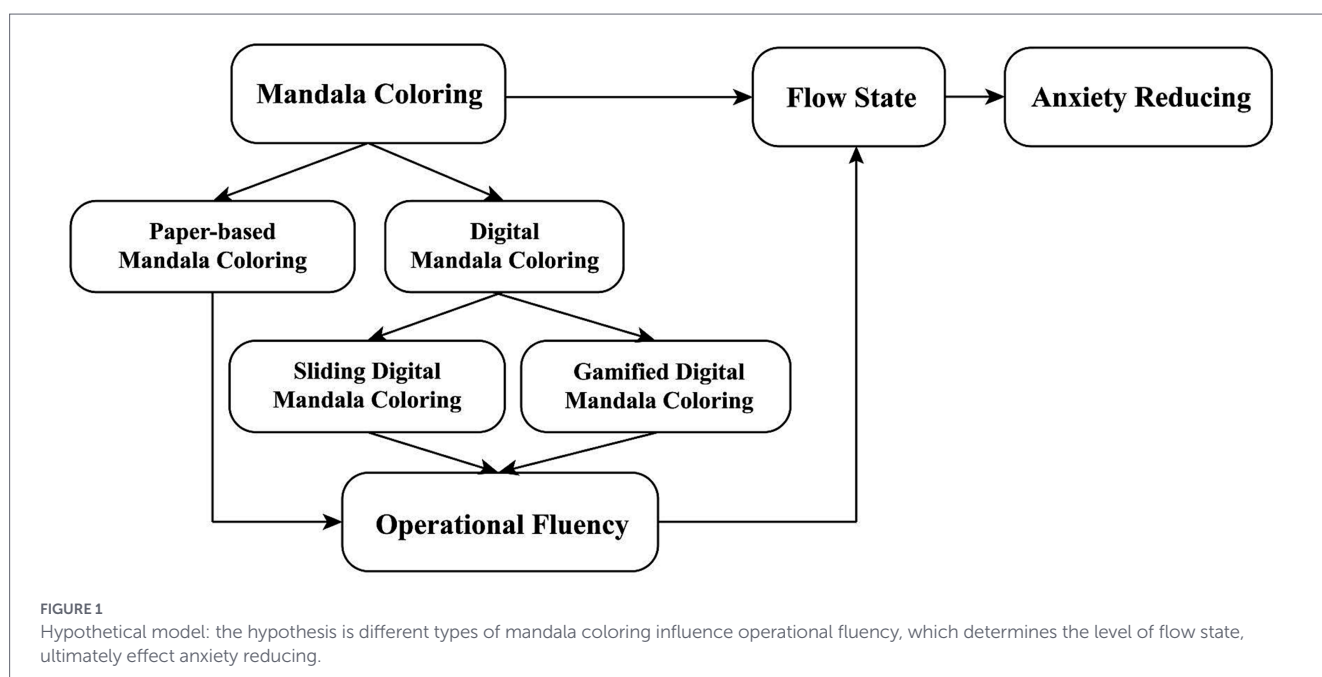 Mandala Coloring
Flow State
Anxiety Reducing
Paper-based
Mandala Coloring
Digital
Mandala Coloring
Sliding Digital
Mandala Coloring
Gamified Digital
Mandala Coloring
Operational Fluency
FIGURE 1
Hypothetical model: the hypothesis is different types of mandala coloring influence operational fluency, which determines the level of flow state,
ultimately effect anxiety reducing.